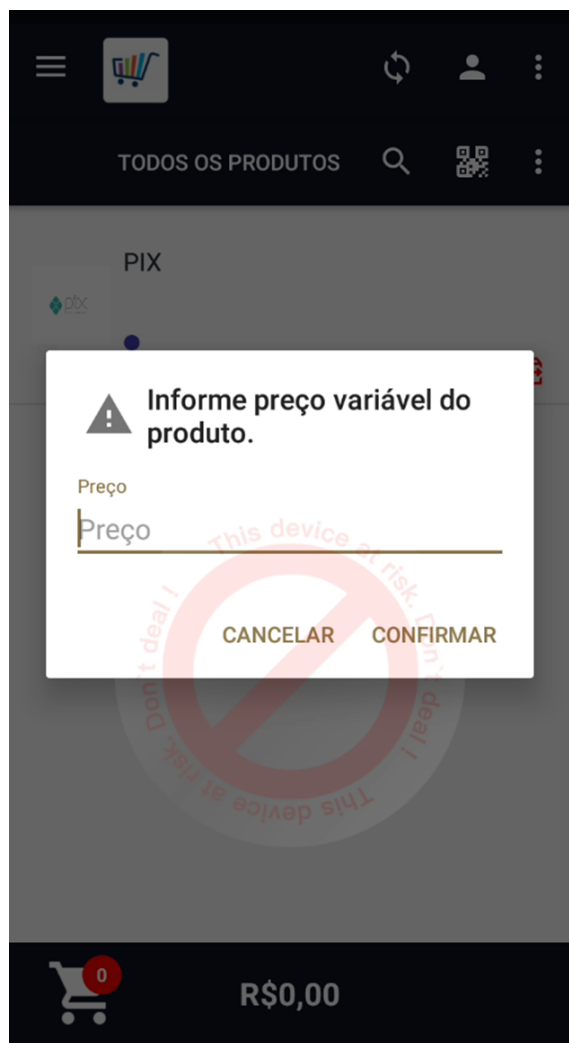 TODOS OS PRODUTOS
PIX
pix
Informe preço variável do
produto.
Preço
Preço
This device at risk. Don`t deal !
CANCELAR CONFIRMAR
This device at risk. Don`t deal !
0
R$0,00